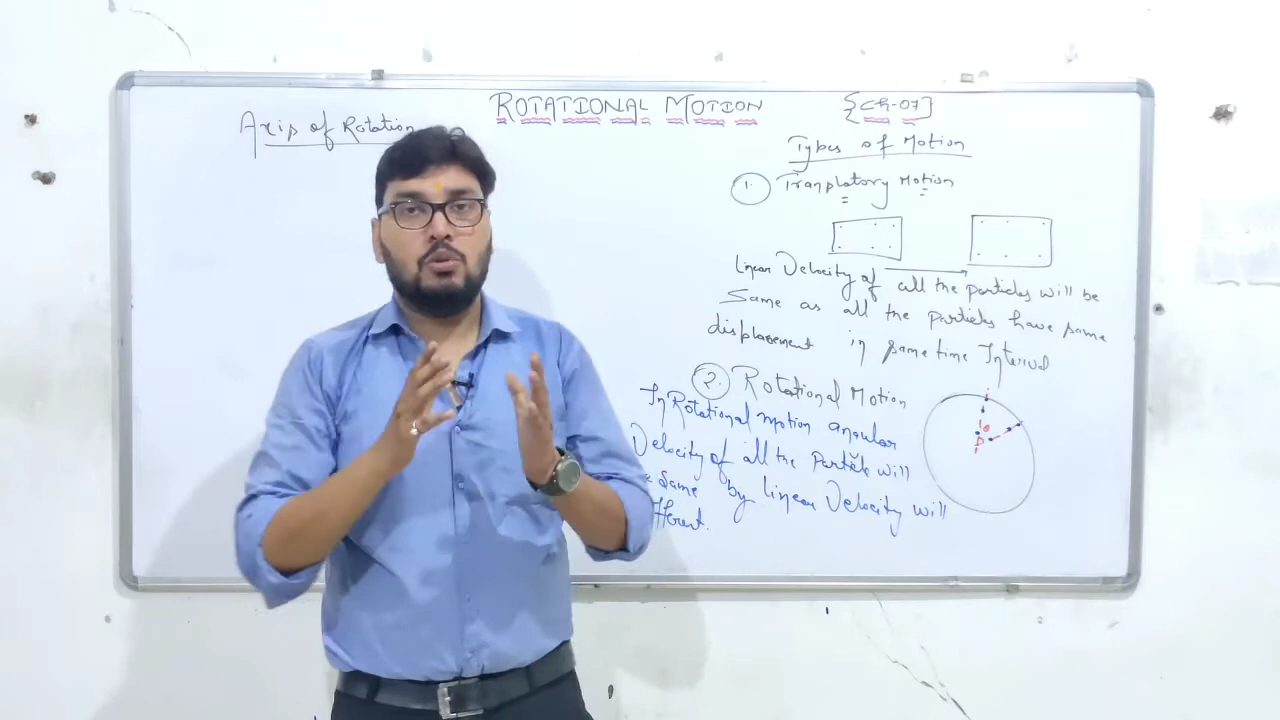 ROTATIONAL MOTION {Ch-07}
Axis of Rotation
Types of Motion
1. Translatory Motion
Linear Velocity of all the particles will be
Same as all the particles have same
displacement in same time Interval
2. Rotational Motion
In Rotational motion angular
Velocity of all the Particle will
Same by linear Velocity will
θ